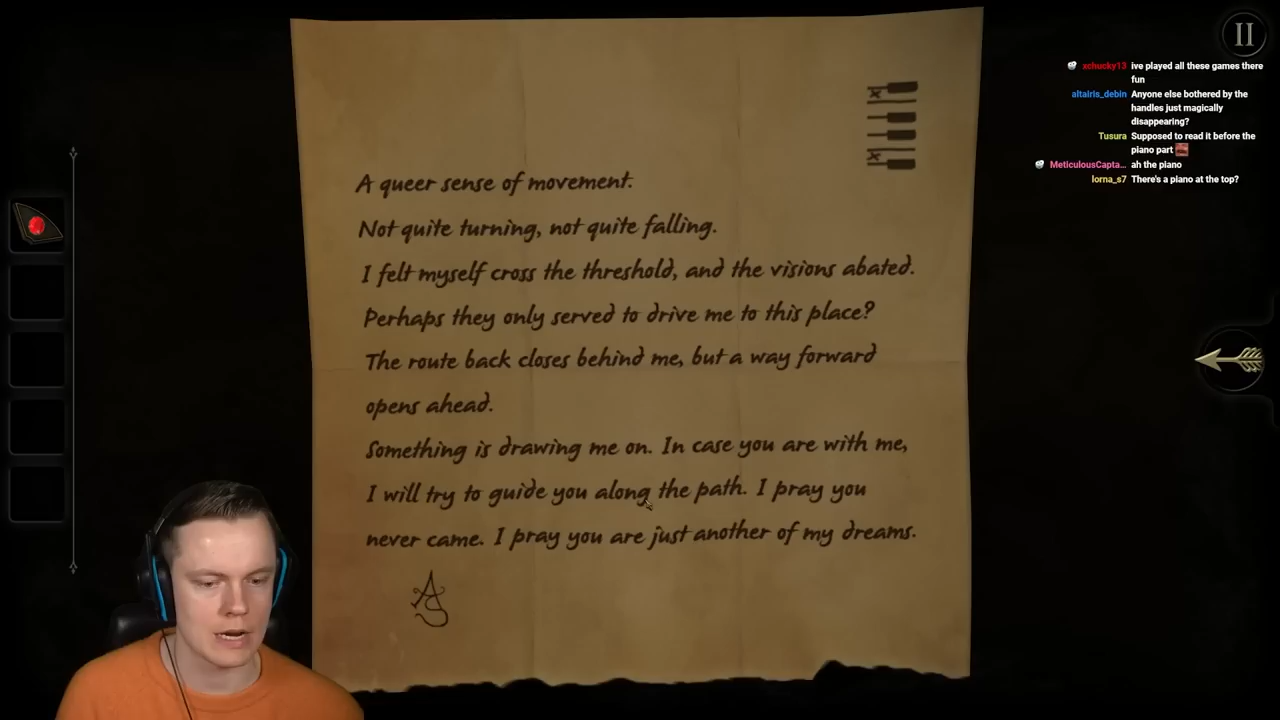 A queer sense of movement.
Not quite turning, not quite falling.
I felt myself cross the threshold, and the visions abated.
Perhaps they only served to drive me to this place?
The route back closes behind me, but a way forward
opens ahead.
Something is drawing me on. In case you are with me,
I will try to guide you along the path. I pray you
never came. I pray you are just another of my dreams.
AS
xchucky13 ive played all these games there
fun
altairis_debin Anyone else bothered by the
handles just magically
disappearing?
Tusura Supposed to read it before the
piano part
MeticulousCapta... ah the piano
lorna_s7 There's a piano at the top?